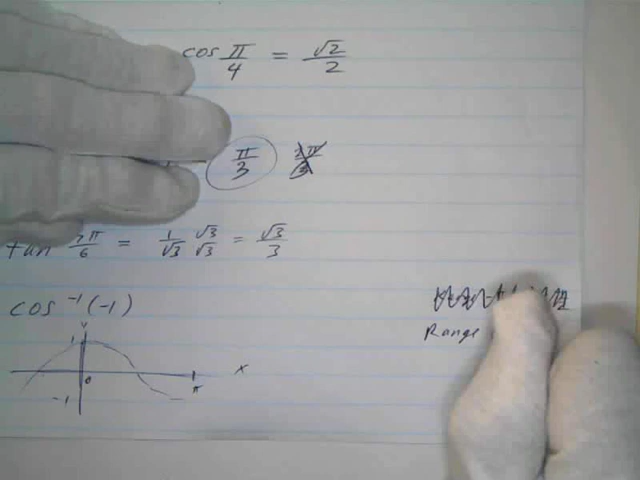 cos π/4 = √2/2
π/3
tan 7π/6 = 1/√3 √3/√3 = √3/3
cos⁻¹(-1)
y
1
0 π x
-1
Range